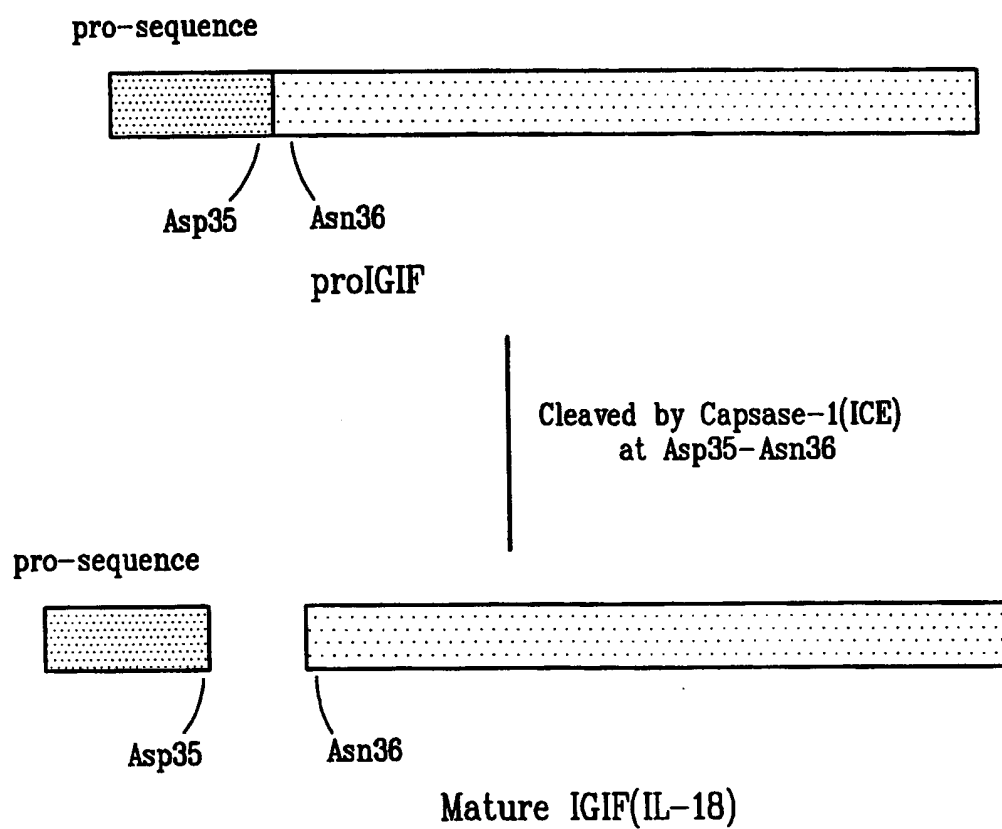 pro-sequence
Asp35
Asn36
proIGIF
Cleaved by Capsase-1(ICE)
at Asp35-Asn36
pro-sequence
Asp35
Asn36
Mature IGIF(IL-18)